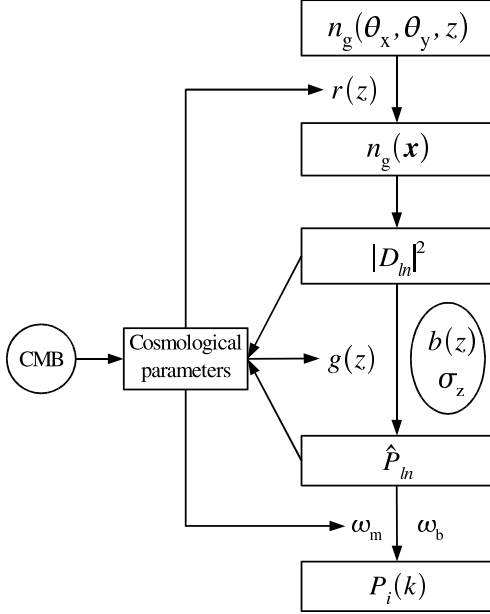 n_g(θ_x, θ_y, z)
r(z)
n_g(x)
|D_ln|²
CMB
Cosmological
parameters
g(z)
b(z)
σ_z
P̂_ln
ω_m ω_b
P_i(k)